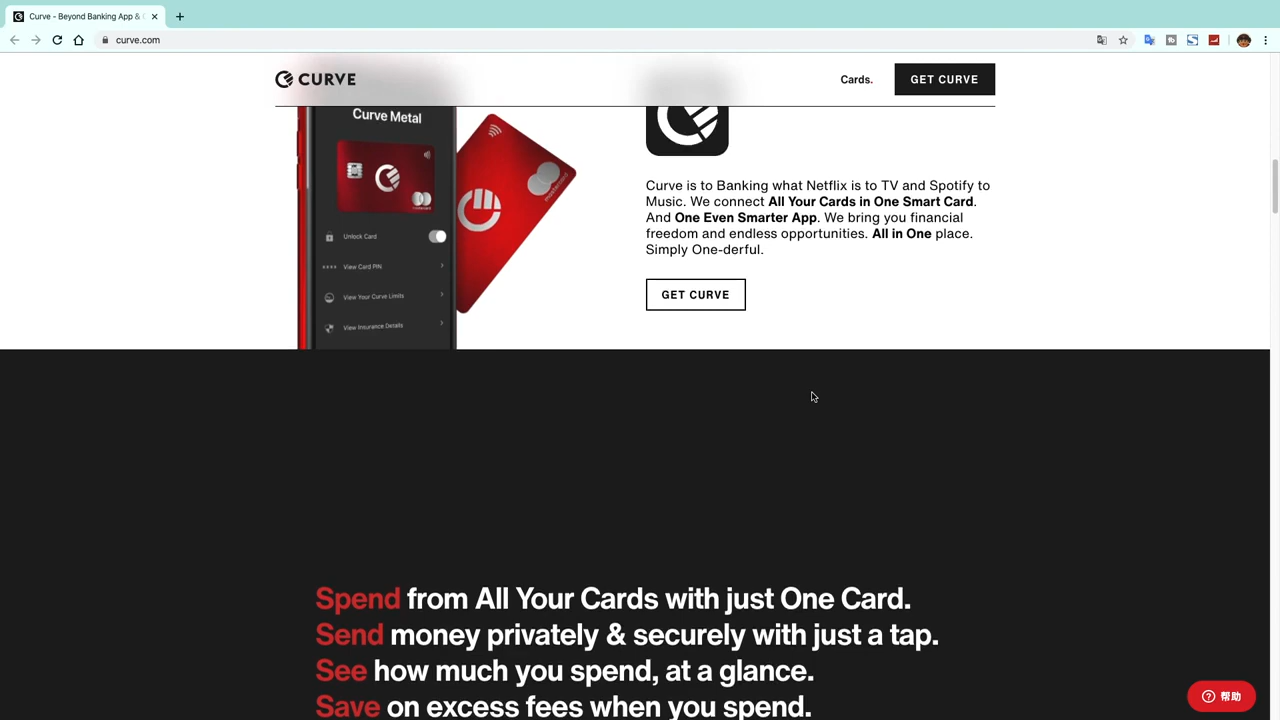 Curve - Beyond Banking App &
curve.com
CURVE
Cards.
GET CURVE
Curve Metal
mastercard
Unlock Card
View Card PIN
View Your Curve Limits
View Insurance Details
Curve is to Banking what Netflix is to TV and Spotify to
Music. We connect All Your Cards in One Smart Card.
And One Even Smarter App. We bring you financial
freedom and endless opportunities. All in One place.
Simply One-derful.
GET CURVE
Spend from All Your Cards with just One Card.
Send money privately & securely with just a tap.
See how much you spend, at a glance.
Save on excess fees when you spend.
帮助